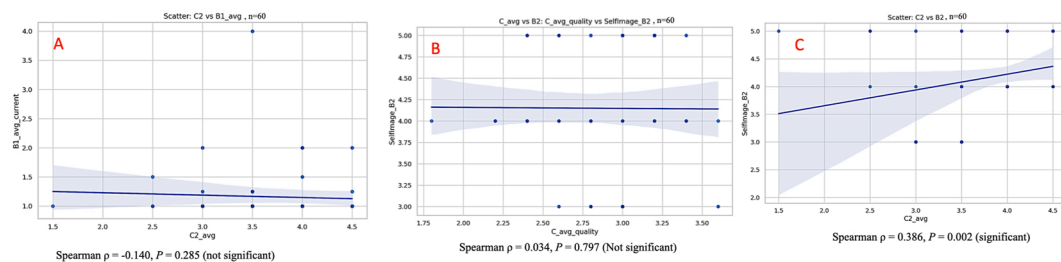 Scatter: C2 vs B1_avg , n=60
A
4.0
3.5
3.0
2.5
2.0
1.5
1.0
B1_avg_current
1.5 2.0 2.5 3.0 3.5 4.0 4.5
C2_avg
Spearman ρ = -0.140, P = 0.285 (not significant)
C_avg vs B2: C_avg_quality vs SelfImage_B2 , n=60
B
5.00
4.75
4.50
4.25
4.00
3.75
3.50
3.25
3.00
SelfImage_B2
1.75 2.00 2.25 2.50 2.75 3.00 3.25 3.50
C_avg_quality
Spearman ρ = 0.034, P = 0.797 (Not significant)
Scatter: C2 vs B2 , n=60
C
5.0
4.5
4.0
3.5
3.0
2.5
2.0
SelfImage_B2
1.5 2.0 2.5 3.0 3.5 4.0 4.5
C2_avg
Spearman ρ = 0.386, P = 0.002 (significant)